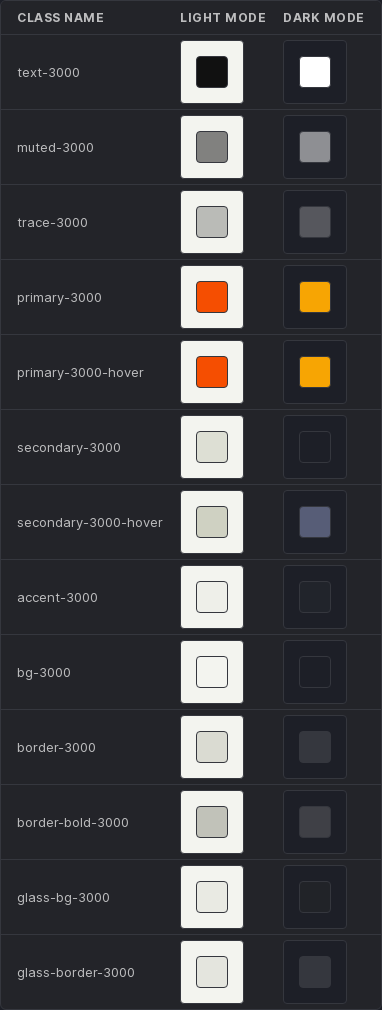 CLASS NAME LIGHT MODE DARK MODE
text-3000
muted-3000
trace-3000
primary-3000
primary-3000-hover
secondary-3000
secondary-3000-hover
accent-3000
bg-3000
border-3000
border-bold-3000
glass-bg-3000
glass-border-3000